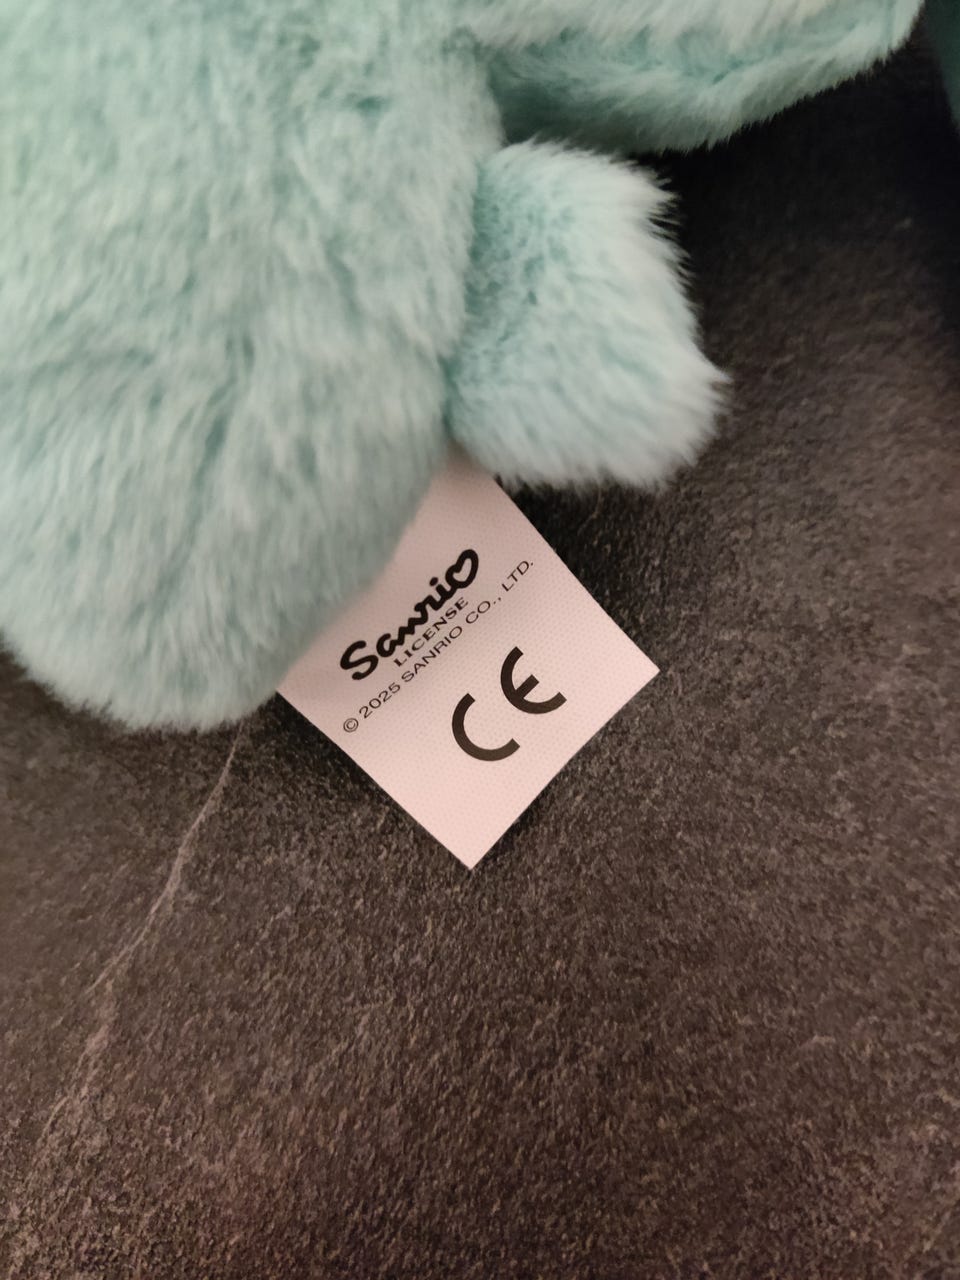 Sanrio
LICENSE
© 2025 SANRIO CO., LTD.
CE